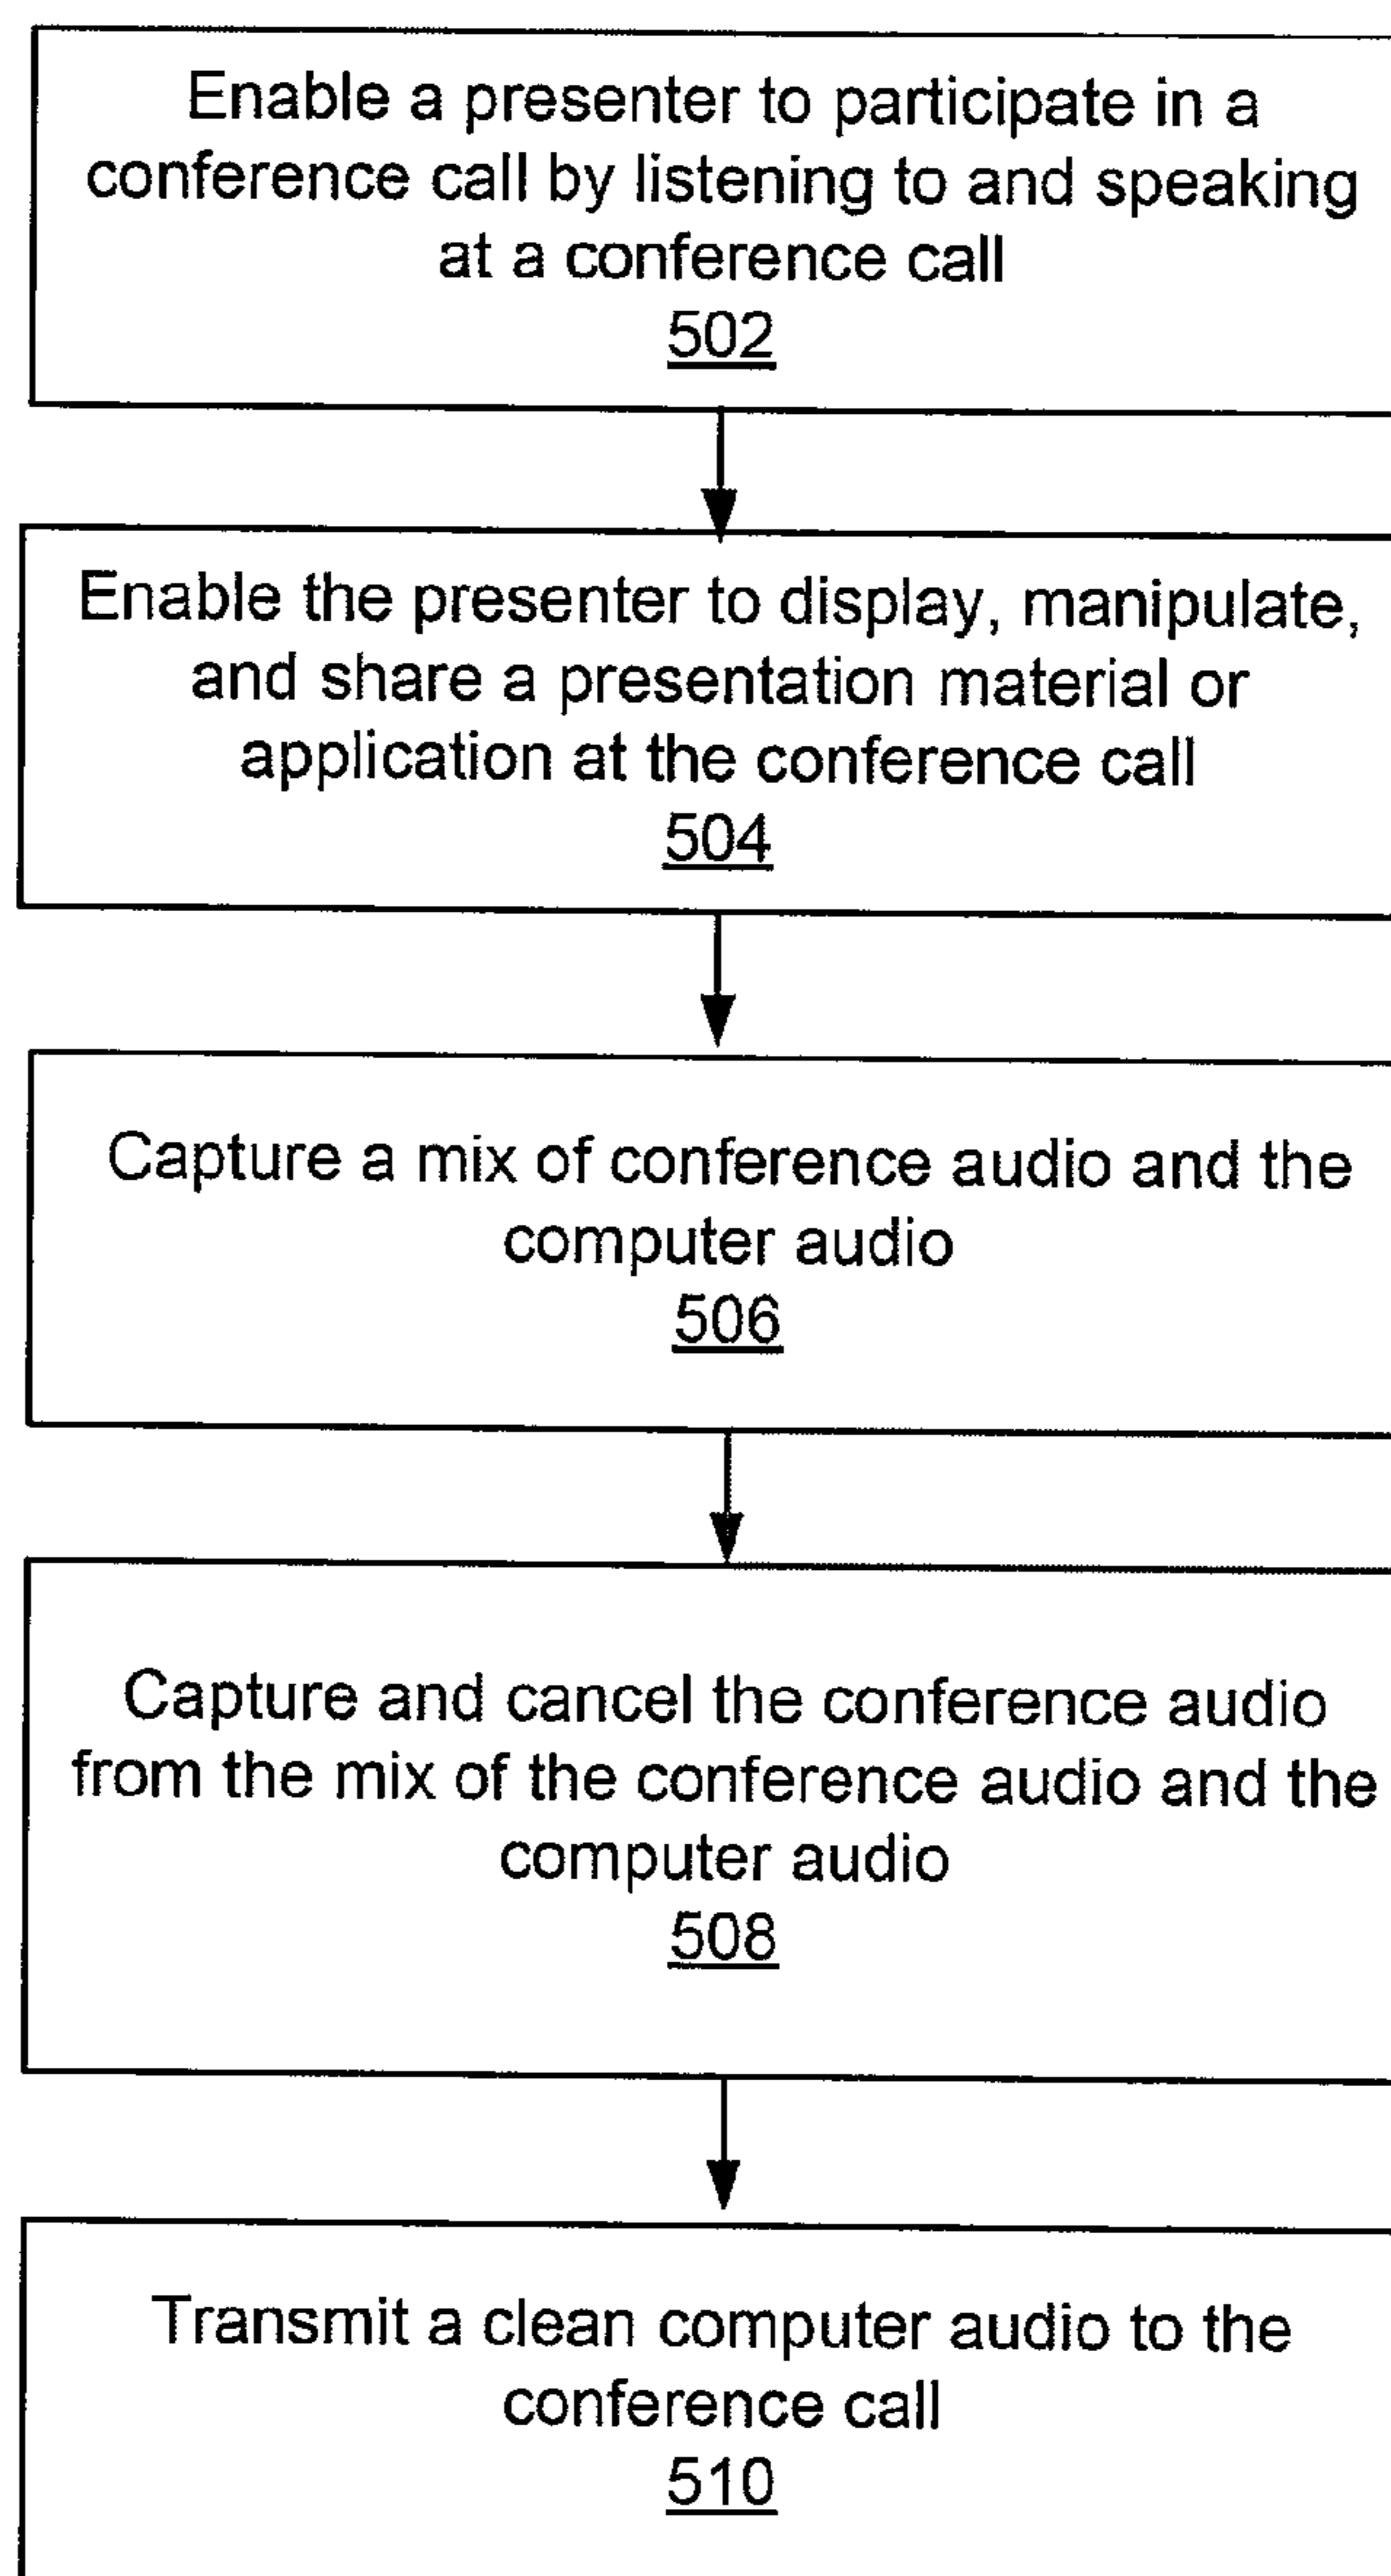 Enable a presenter to participate in a
conference call by listening to and speaking
at a conference call
502
Enable the presenter to display, manipulate,
and share a presentation material or
application at the conference call
504
Capture a mix of conference audio and the
computer audio
506
Capture and cancel the conference audio
from the mix of the conference audio and the
computer audio
508
Transmit a clean computer audio to the
conference call
510